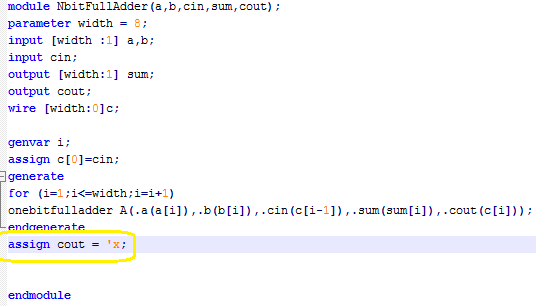 module NbitFullAdder(a,b,cin,sum,cout);
parameter width = 8;
input [width :1] a,b;
input cin;
output [width:1] sum;
output cout;
wire [width:0]c;
genvar i;
assign c[0]=cin;
generate
for (i=1;i<=width;i=i+1)
onebitfulladder A(.a(a[i]),.b(b[i]),.cin(c[i-1]),.sum(sum[i]),.cout(c[i]));
endgenerate
assign cout = 'x;
endmodule